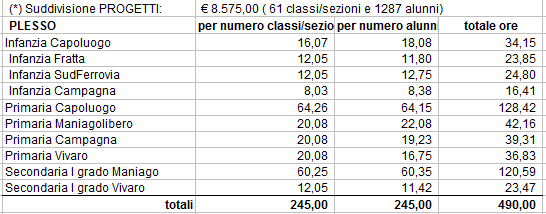 (*) Suddivisione PROGETTI: € 8.575,00 ( 61 classi/sezioni e 1287 alunni)
PLESSO per numero classi/sezio per numero alunni totale ore
Infanzia Capoluogo 16,07 18,08 34,15
Infanzia Fratta 12,05 11,80 23,85
Infanzia SudFerrovia 12,05 12,75 24,80
Infanzia Campagna 8,03 8,38 16,41
Primaria Capoluogo 64,26 64,15 128,42
Primaria Maniagolibero 20,08 22,08 42,16
Primaria Campagna 20,08 19,23 39,31
Primaria Vivaro 20,08 16,75 36,83
Secondaria I grado Maniago 60,25 60,35 120,59
Secondaria I grado Vivaro 12,05 11,42 23,47
totali 245,00 245,00 490,00